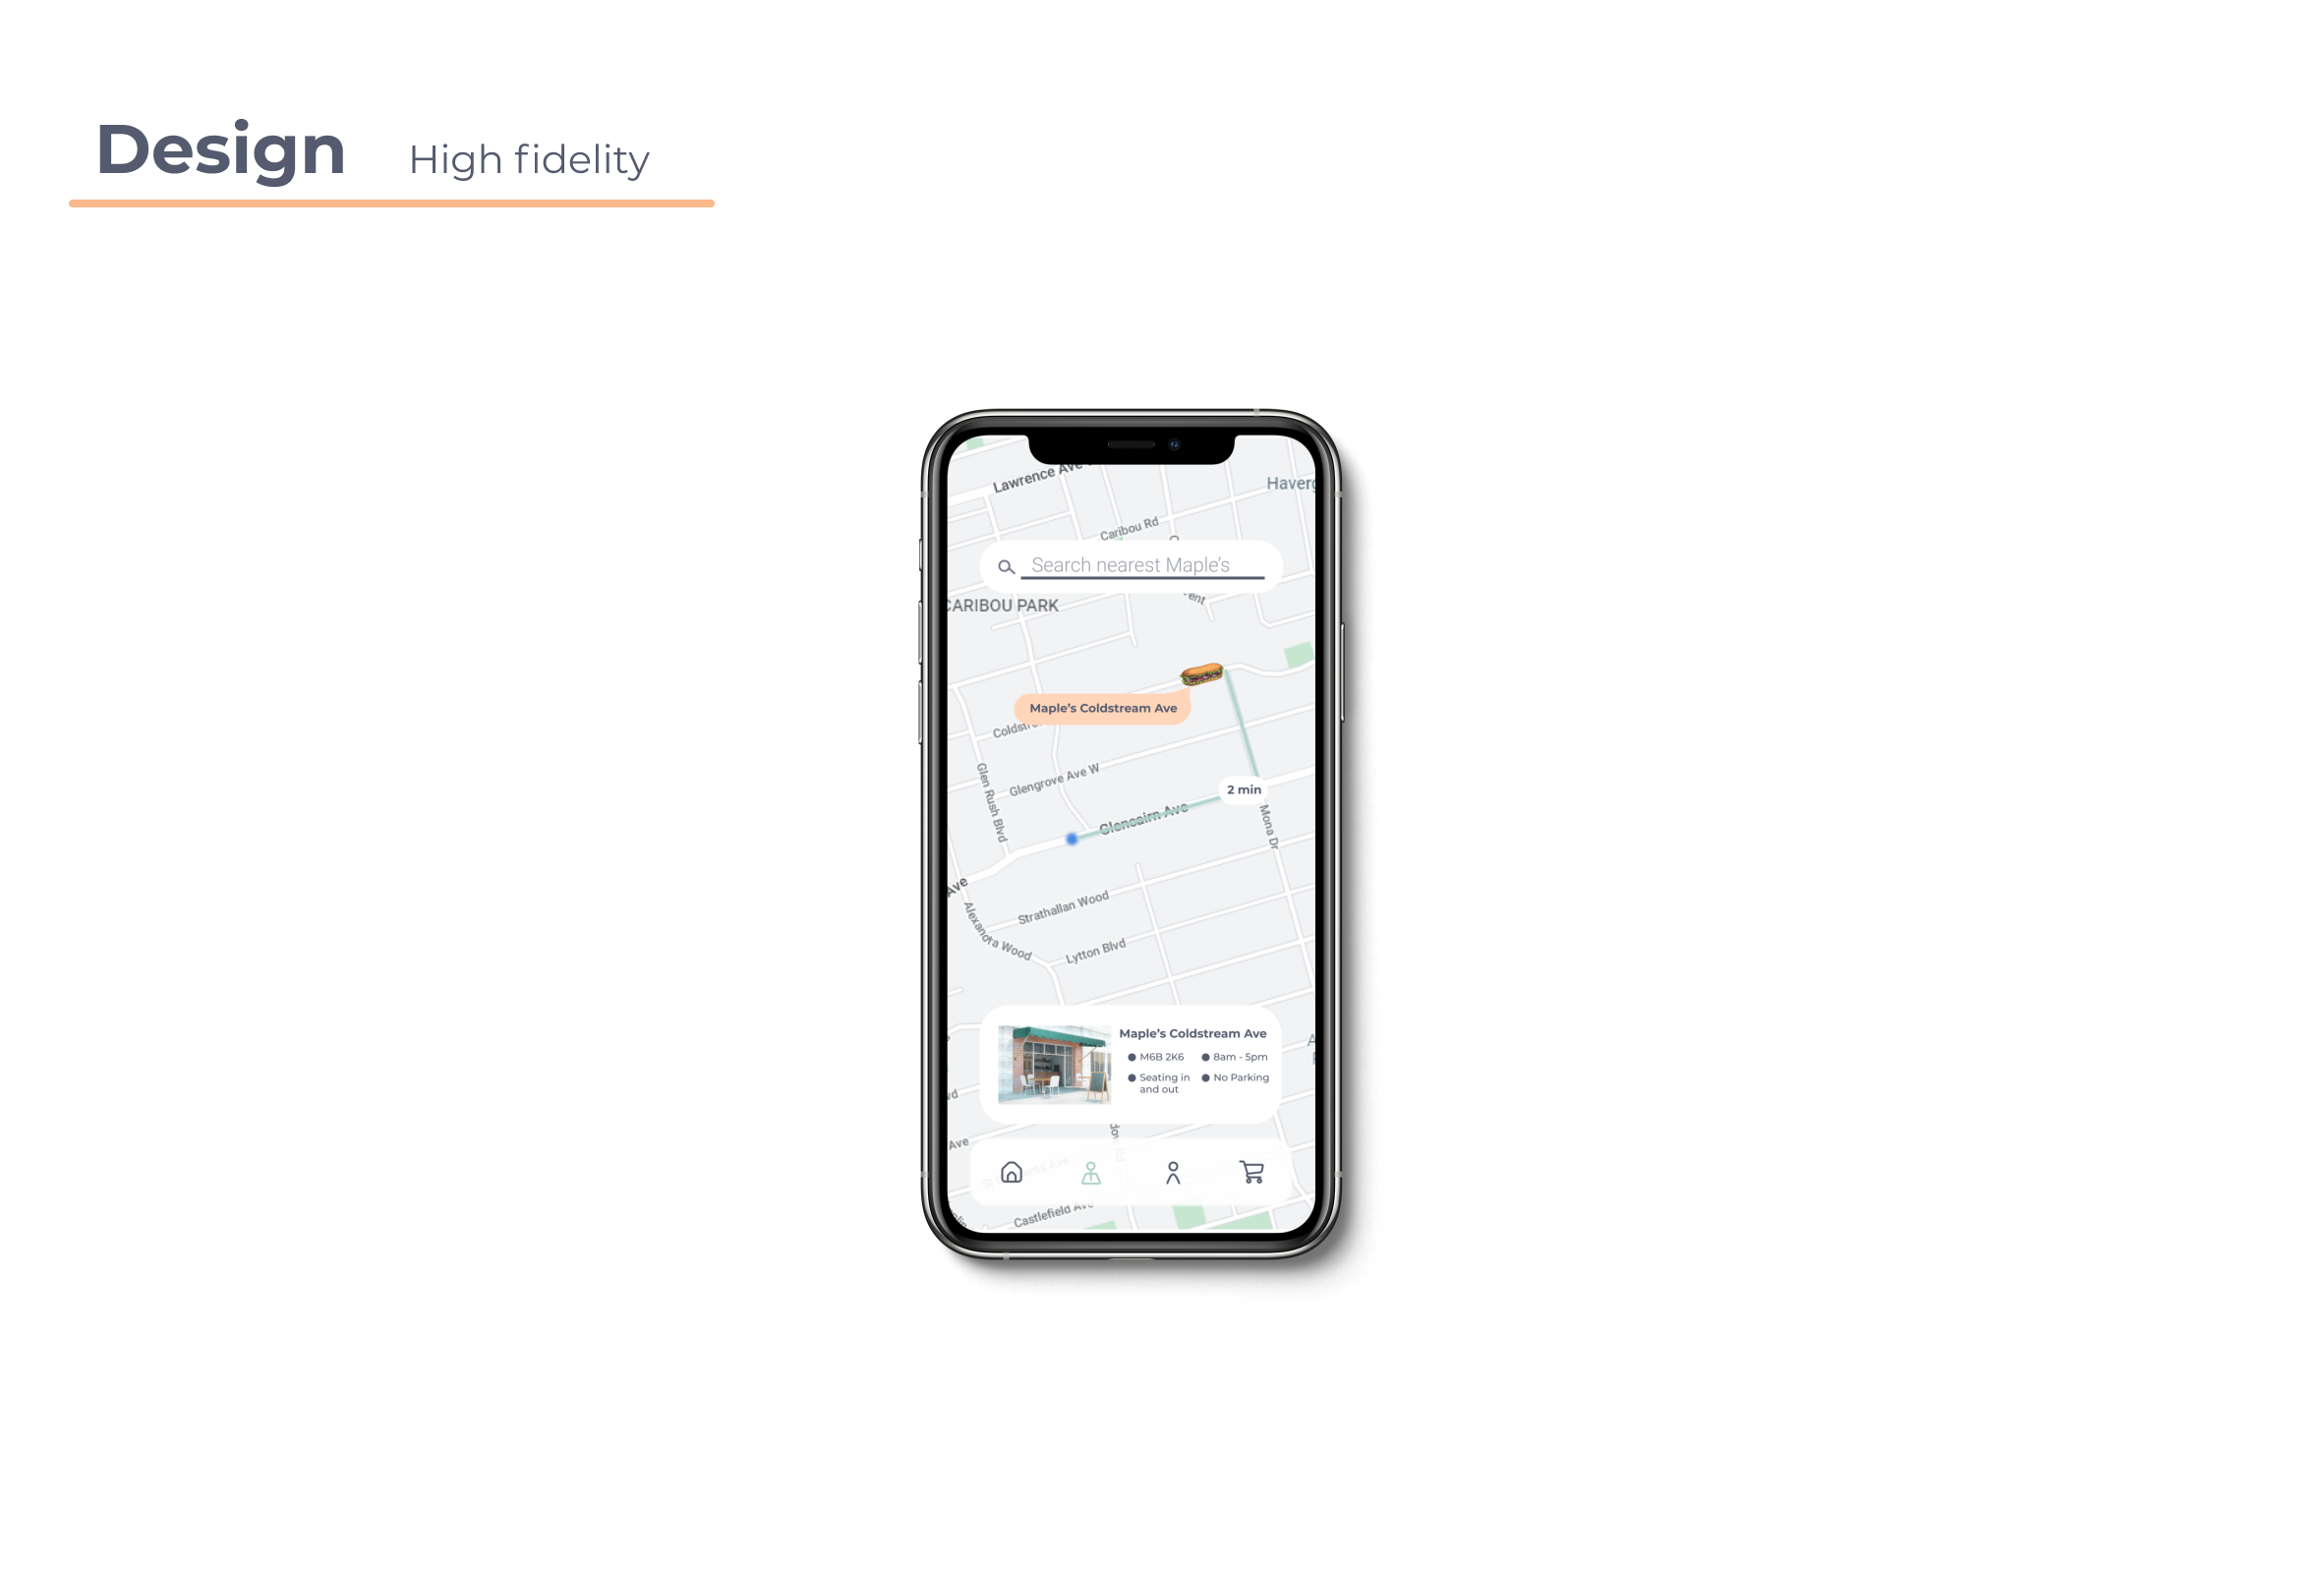 Design High fidelity
Lawrence Ave
Haverg
Caribou Rd
Search nearest Maple's
ent
CARIBOU PARK
Maple's Coldstream Ave
Coldstr
Glen Rush Blvd
Glengrove Ave W
2 min
Glencairn Ave
Mona Dr
Ave
Strathallan Wood
Alexandra Wood
Lytton Blvd
Maple's Coldstream Ave
M6B 2K6
8am - 5pm
Seating in
and out
No Parking
vd
Ave
Castlefield Ave